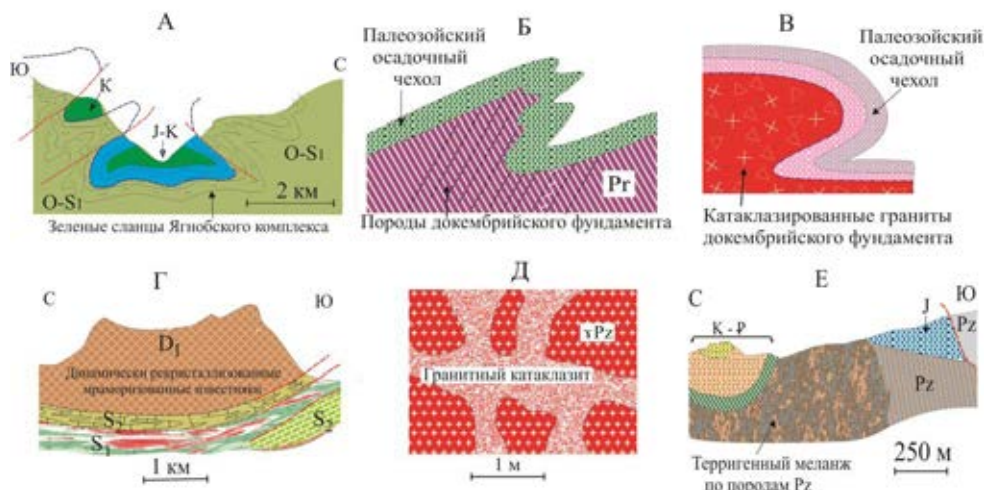 А
Ю
С
K
J-K
O-S1
O-S1
2 км
Зеленые сланцы Ягнобского комплекса
Б
Палеозойский
осадочный
чехол
Pr
Породы докембрийского фундамента
В
Палеозойский
осадочный
чехол
Катаклазированные граниты
докембрийского фундамента
Г
С
Ю
D1
Динамически рекристаллизованные
мраморизованные известняки
S2
S1
S2
1 км
Д
γPz
Гранитный катаклазит
1 м
Е
С
Ю
K - ₽
J
Pz
Pz
Терригенный меланж
по породам Pz
250 м